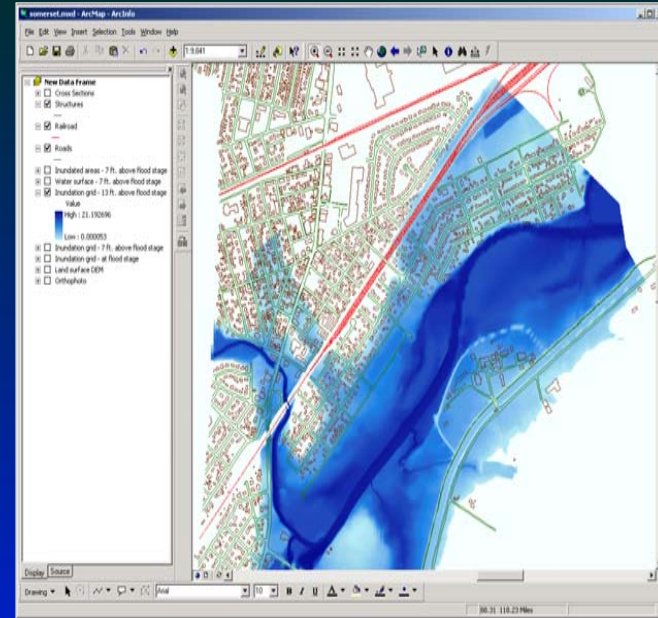 somerset.mxd - ArcMap - ArcInfo
File Edit View Insert Selection Tools Window Help
1:9,041
New Data Frame
Cross Sections
Structures
Railroad
Roads
Inundated areas - 7 ft. above flood stage
Water surface - 7 ft. above flood stage
Inundation grid - 13 ft. above flood stage
Value
High : 21.192696
Low : 0.000053
Inundation grid - 7 ft. above flood stage
Inundation grid - at flood stage
Land surface DEM
Orthophoto
Display Source
Drawing Arial 10 B I U A
80.31 118.23 Miles